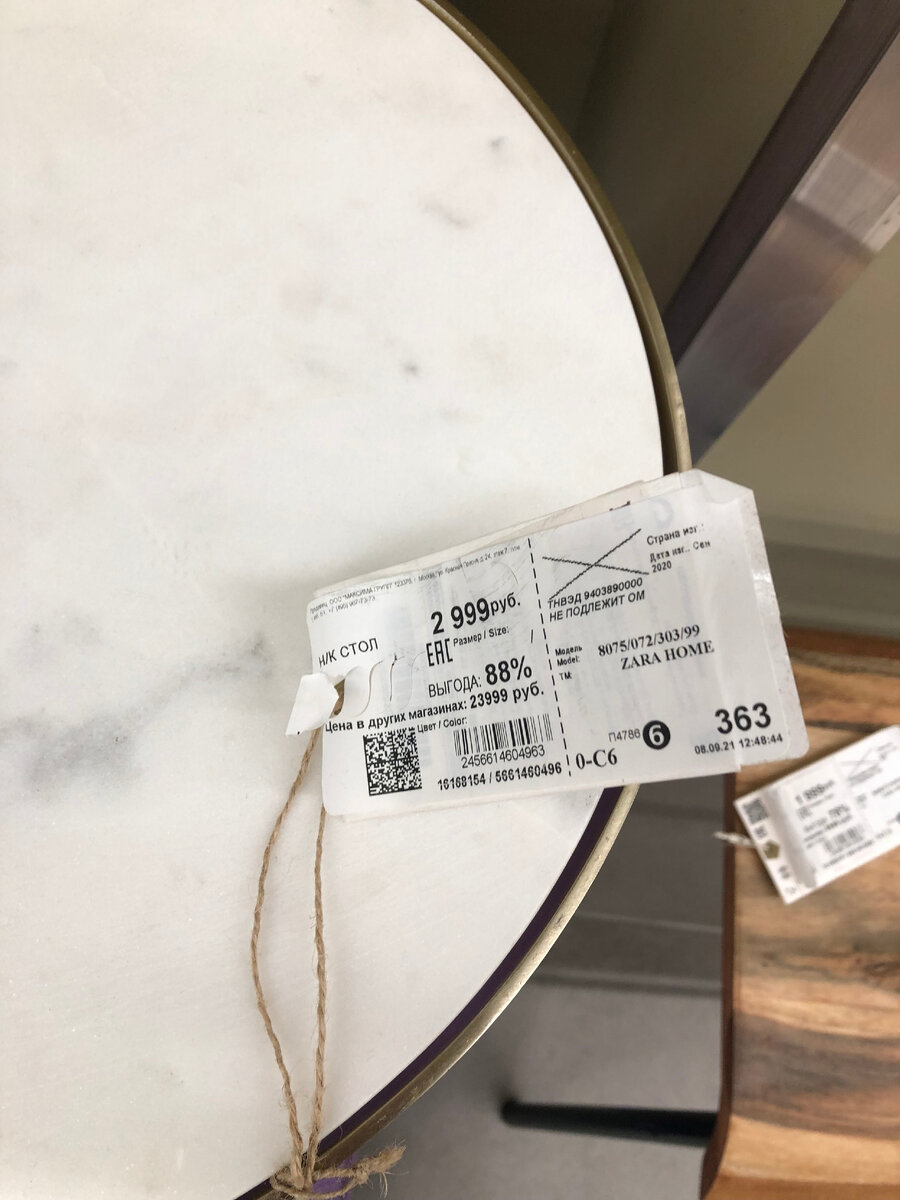 2 999руб.
Н/К СТОЛ
ЕАС Размер / Size:
ВЫГОДА: 88%
Цена в других магазинах: 23999 руб.
Цвет / Color:
2456614604963
16168154 / 5661460496
Страна изг
Дата изг.. Сен
2020
ТНВЭД 9403890000
НЕ ПОДЛЕЖИТ ОМ
Модель
Model: 8075/072/303/99
ТМ: ZARA HOME
363
П4786 6
08.09.21 12:48:44
0-C6